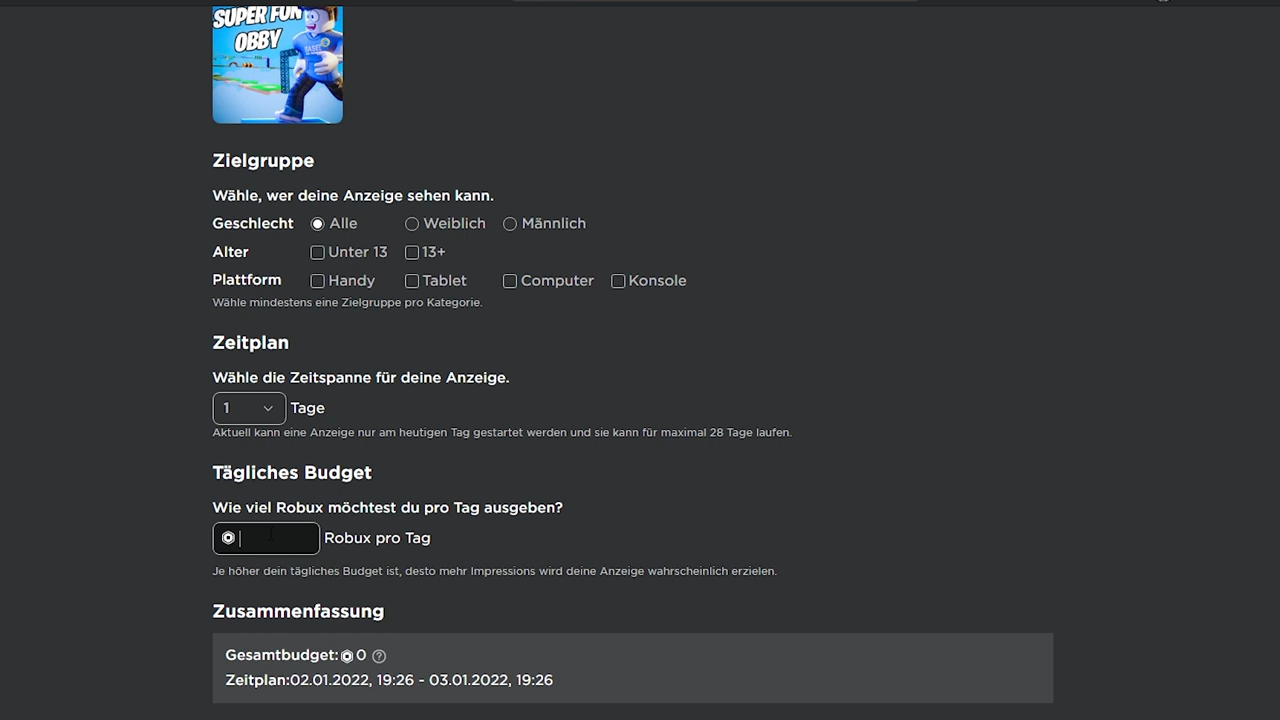 SUPER FUN
OBBY
BASEL
Zielgruppe
Wähle, wer deine Anzeige sehen kann.
Geschlecht Alle Weiblich Männlich
Alter Unter 13 13+
Plattform Handy Tablet Computer Konsole
Wähle mindestens eine Zielgruppe pro Kategorie.
Zeitplan
Wähle die Zeitspanne für deine Anzeige.
1 Tage
Aktuell kann eine Anzeige nur am heutigen Tag gestartet werden und sie kann für maximal 28 Tage laufen.
Tägliches Budget
Wie viel Robux möchtest du pro Tag ausgeben?
Robux pro Tag
Je höher dein tägliches Budget ist, desto mehr Impressions wird deine Anzeige wahrscheinlich erzielen.
Zusammenfassung
Gesamtbudget: 0 ?
Zeitplan:02.01.2022, 19:26 - 03.01.2022, 19:26